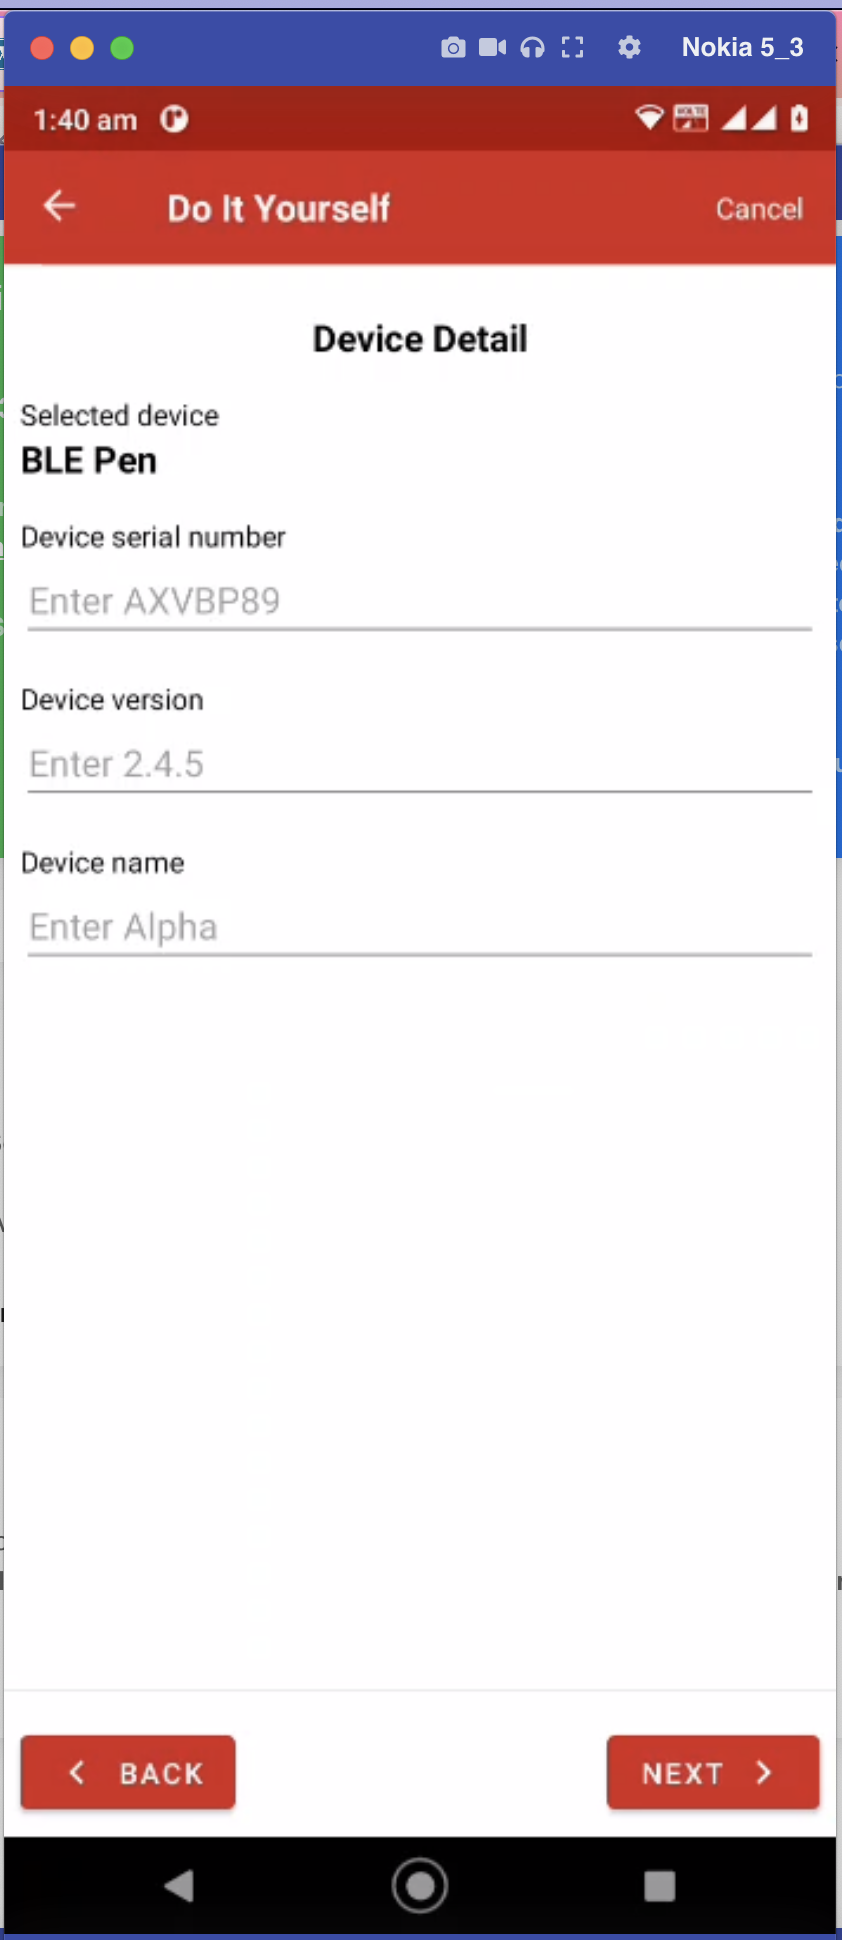 Nokia 5_3
1:40 am
Do It Yourself
Cancel
Device Detail
Selected device
BLE Pen
Device serial number
Enter AXVBP89
Device version
Enter 2.4.5
Device name
Enter Alpha
BACK
NEXT